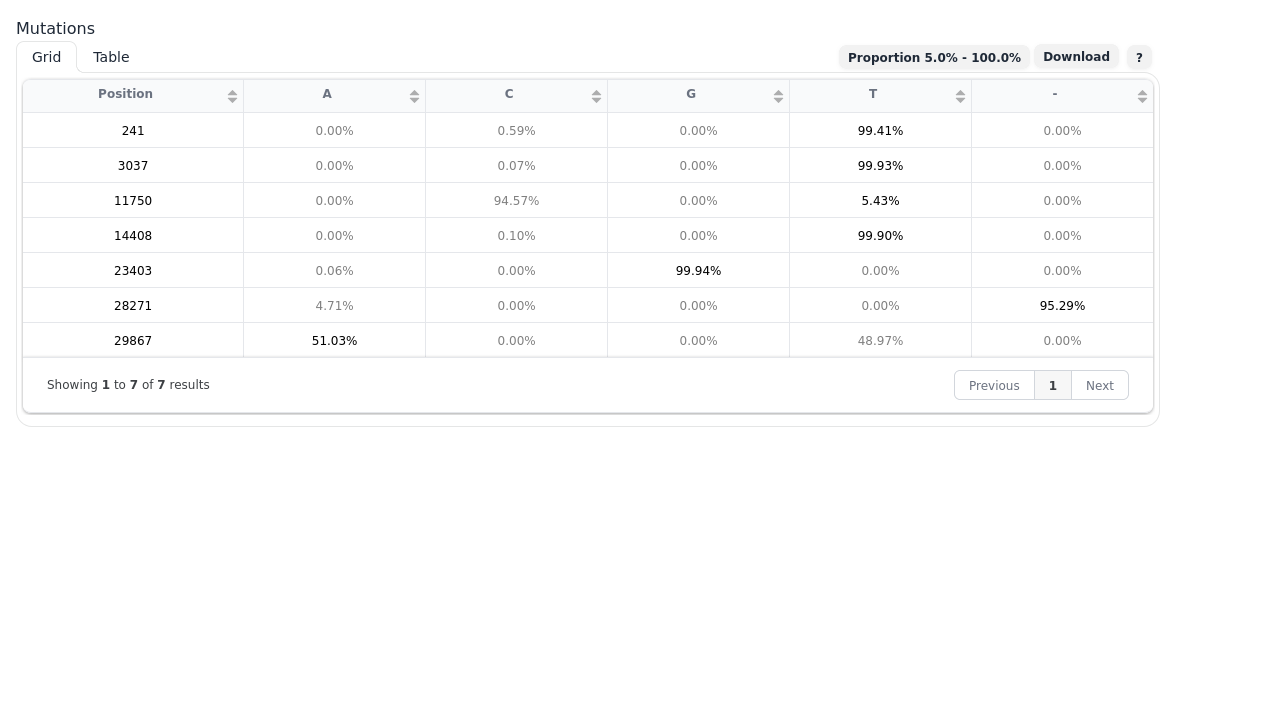 Mutations
Grid Table Proportion 5.0% - 100.0% Download ?
Position A C G T -
241 0.00% 0.59% 0.00% 99.41% 0.00%
3037 0.00% 0.07% 0.00% 99.93% 0.00%
11750 0.00% 94.57% 0.00% 5.43% 0.00%
14408 0.00% 0.10% 0.00% 99.90% 0.00%
23403 0.06% 0.00% 99.94% 0.00% 0.00%
28271 4.71% 0.00% 0.00% 0.00% 95.29%
29867 51.03% 0.00% 0.00% 48.97% 0.00%
Showing 1 to 7 of 7 results Previous 1 Next